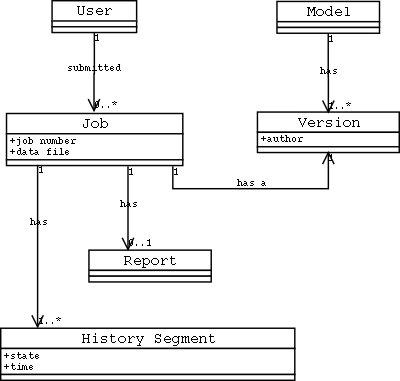 User
Model
1
1
submitted
has
0..*
1..*
Job
Version
+job number
+author
+data file
1
1
1
1
has a
has
has
0..1
Report
1..*
History Segment
+state
+time